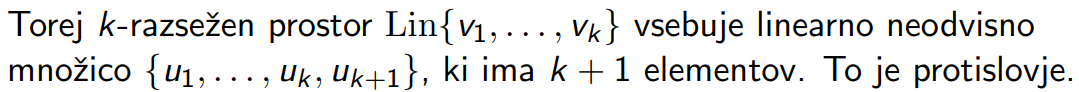 Torej k-razsežen prostor Lin{v₁, . . . , vₖ} vsebuje linearno neodvisno
množico {u₁, . . . , uₖ, uₖ₊₁}, ki ima k + 1 elementov. To je protislovje.